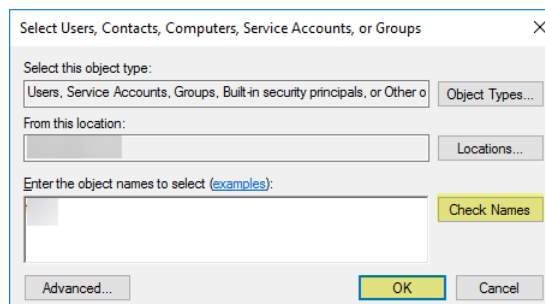 Select Users, Contacts, Computers, Service Accounts, or Groups
Select this object type:
Users, Service Accounts, Groups, Built-in security principals, or Other o
Object Types...
From this location:
Locations...
Enter the object names to select (examples):
Check Names
Advanced...
OK
Cancel